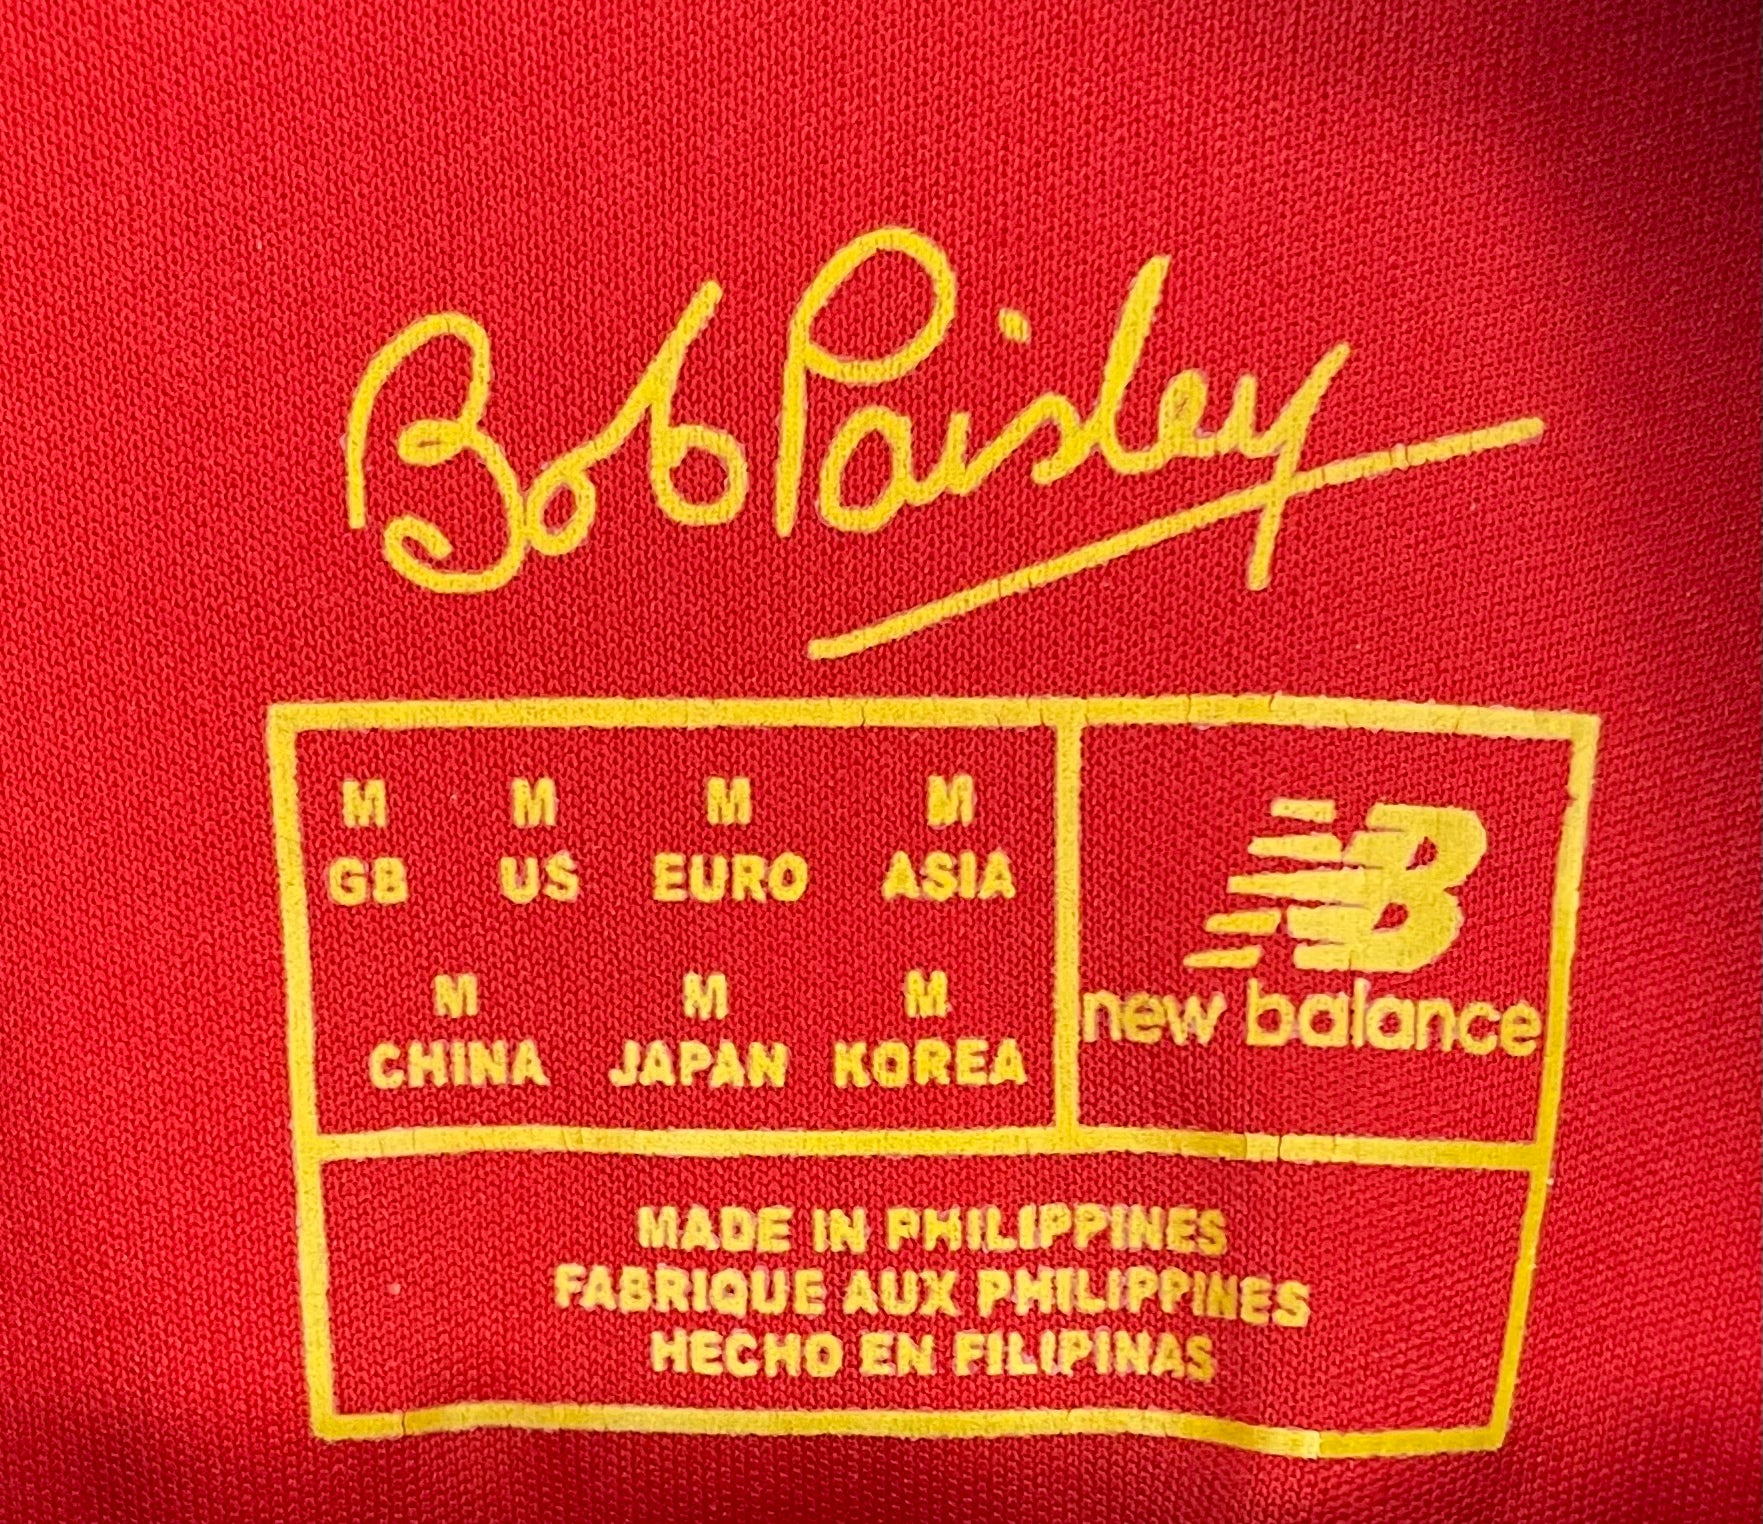 Bob Paisley
M M M M
GB US EURO ASIA
M M M
CHINA JAPAN KOREA
NB
new balance
MADE IN PHILIPPINES
FABRIQUE AUX PHILIPPINES
HECHO EN FILIPINAS